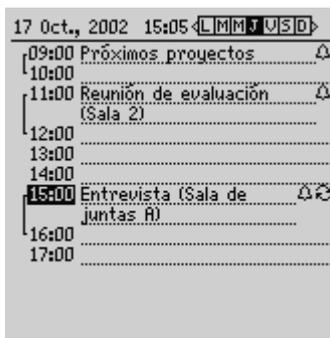 17 Oct., 2002 15:05 L M M J V S D
09:00 Próximos proyectos
10:00
11:00 Reunión de evaluación
(Sala 2)
12:00
13:00
14:00
15:00 Entrevista (Sala de
juntas A)
16:00
17:00